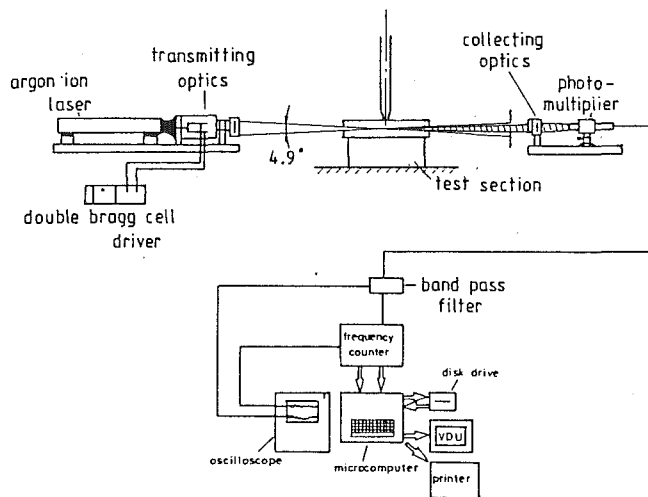 argon ion
laser
transmitting
optics
collecting
optics
photo-
multiplier
4.9°
test section
double bragg cell
driver
band pass
filter
frequency
counter
disk drive
VDU
oscilloscope
microcomputer
printer